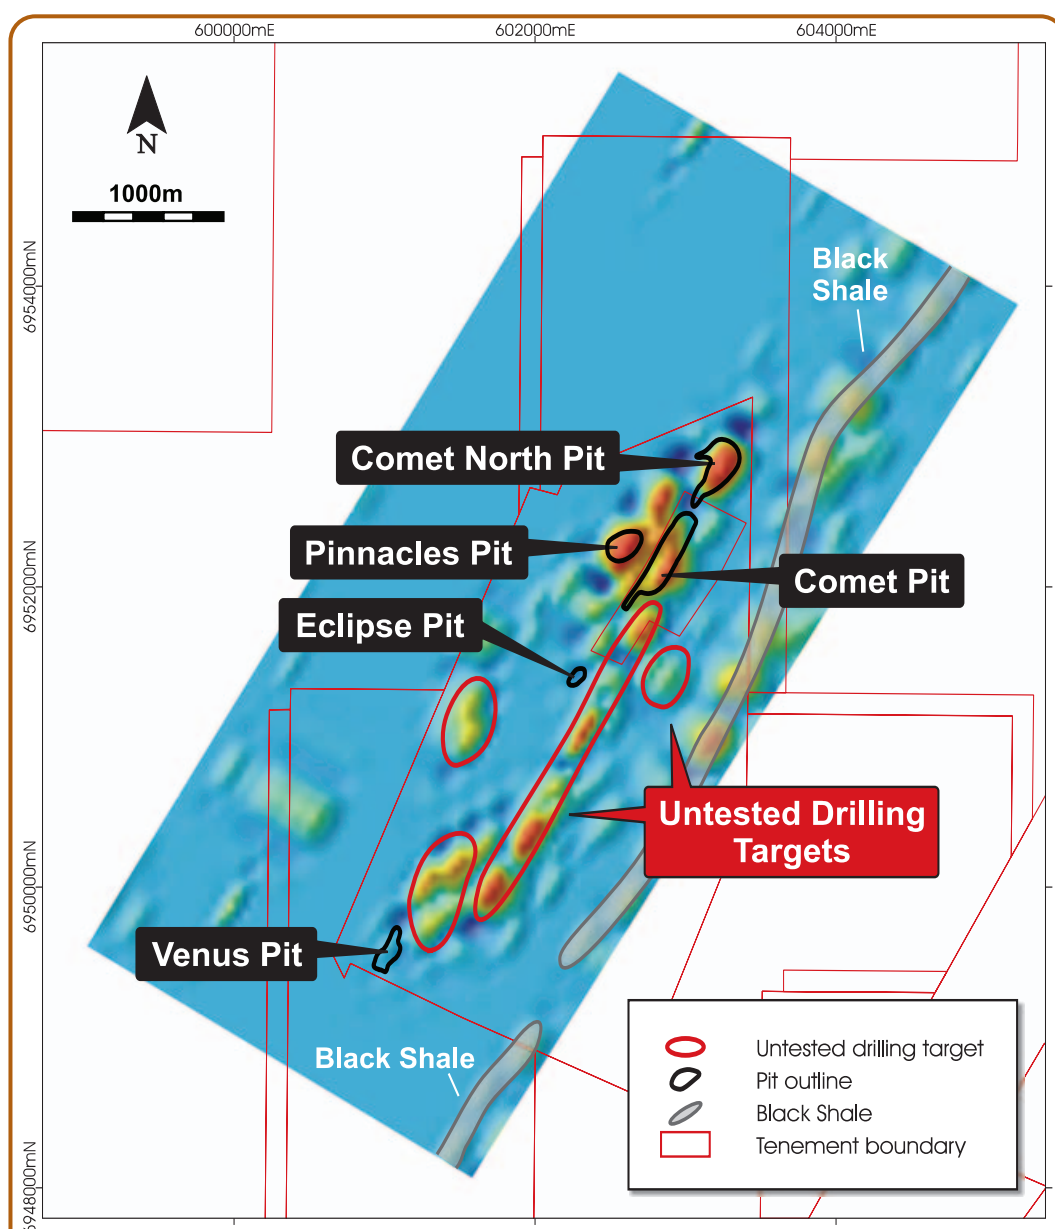 600000mE
602000mE
604000mE
N
1000m
6954000mN
Black
Shale
Comet North Pit
Pinnacles Pit
Comet Pit
6952000mN
Eclipse Pit
Untested Drilling
Targets
6950000mN
Venus Pit
Black Shale
Untested drilling target
Pit outline
Black Shale
Tenement boundary
6948000mN